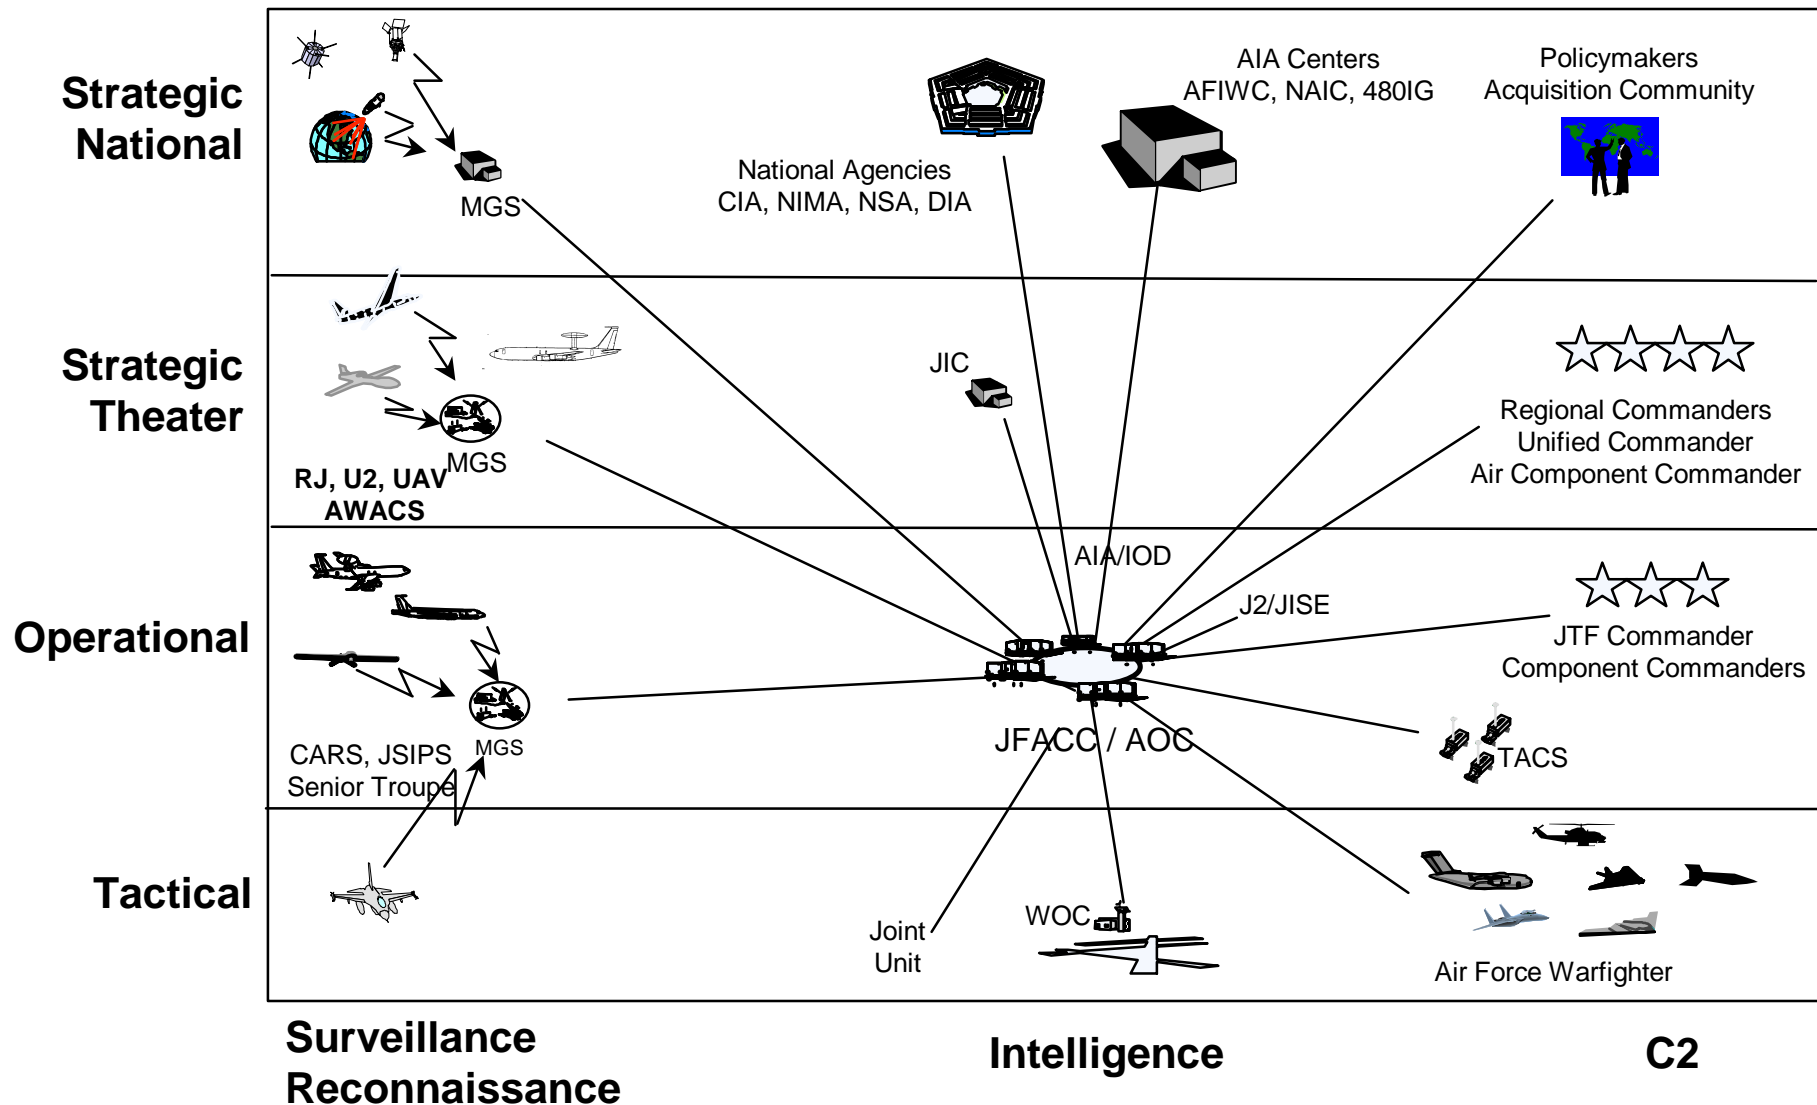 Strategic
National
MGS
National Agencies
CIA, NIMA, NSA, DIA
AIA Centers
AFIWC, NAIC, 480IG
Policymakers
Acquisition Community
Strategic
Theater
MGS
RJ, U2, UAV
AWACS
JIC
Regional Commanders
Unified Commander
Air Component Commander
Operational
CARS, JSIPS
Senior Troupe
MGS
AIA/IOD
J2/JISE
JFACC / AOC
JTF Commander
Component Commanders
TACS
Tactical
Joint
Unit
WOC
Air Force Warfighter
Surveillance
Reconnaissance
Intelligence
C2